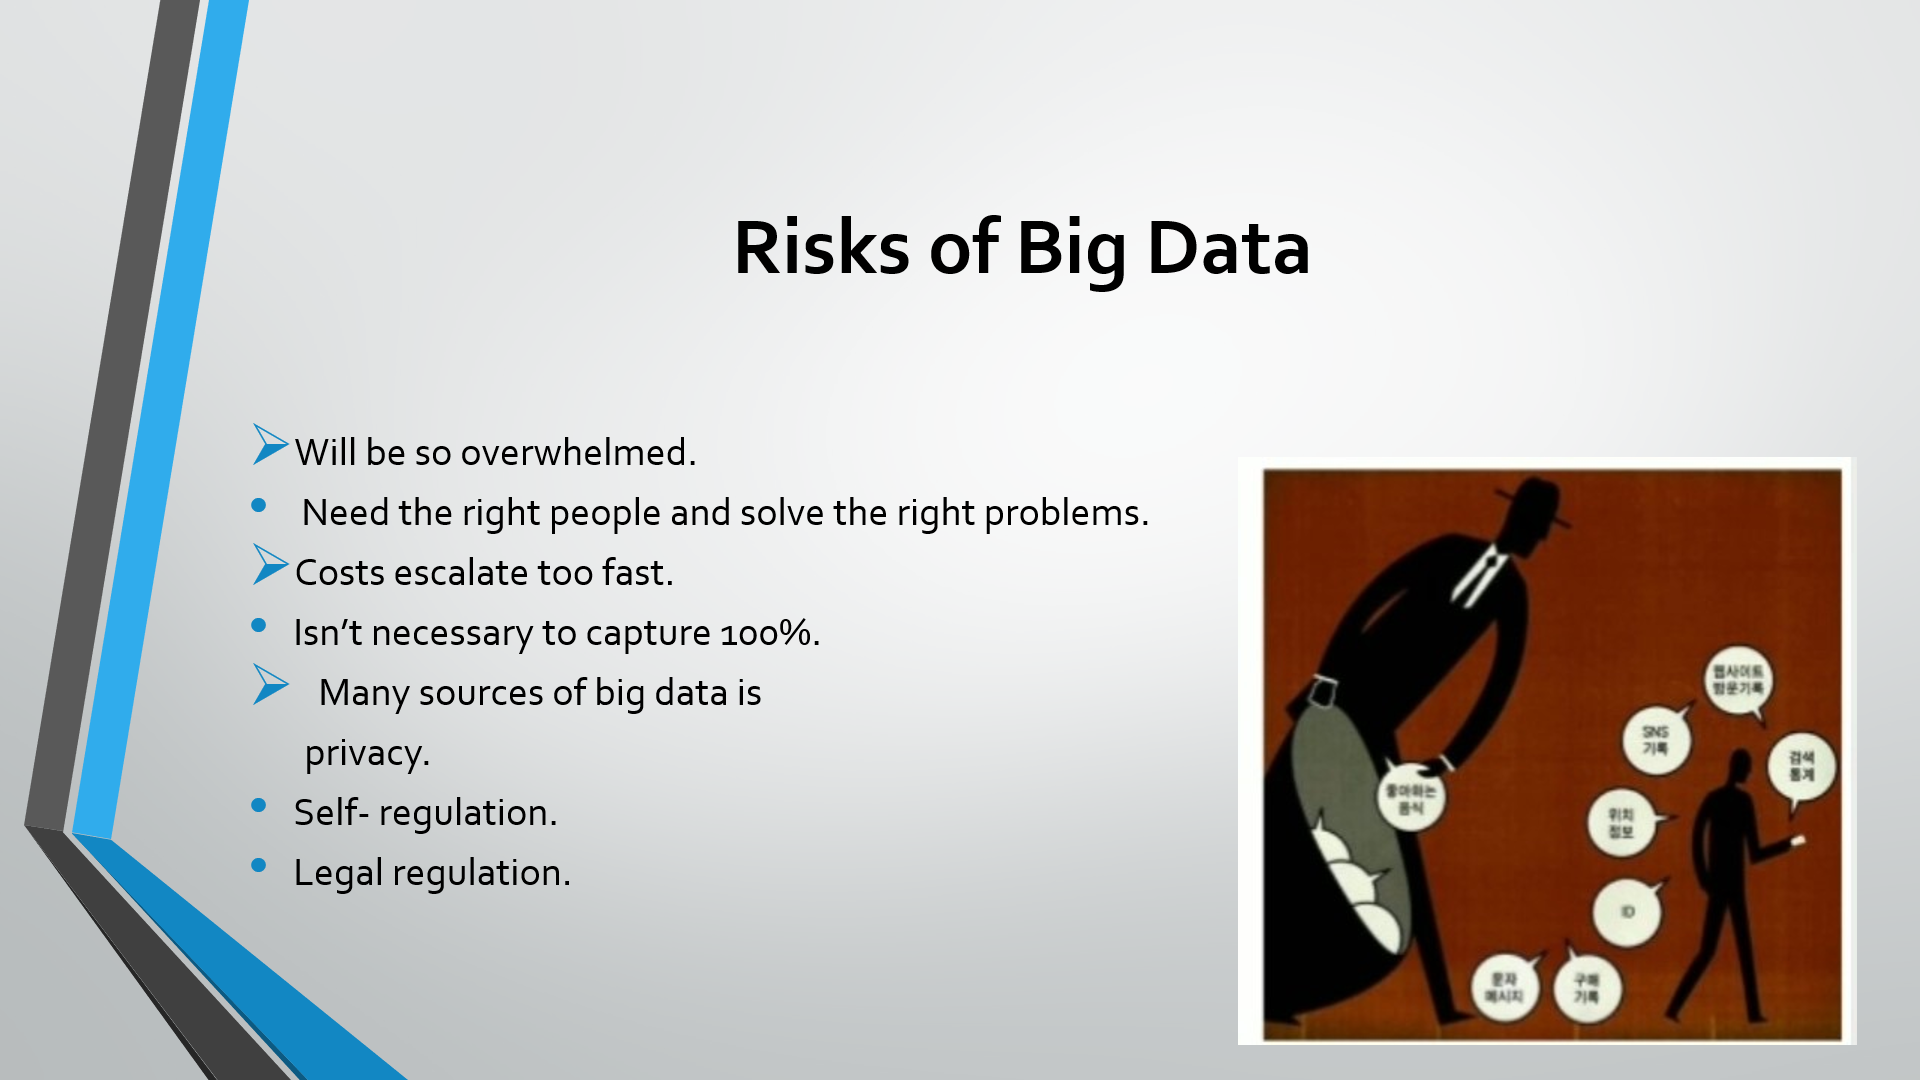 Risks of Big Data
Will be so overwhelmed.
Need the right people and solve the right problems.
Costs escalate too fast.
Isn’t necessary to capture 100%.
Many sources of big data is
privacy.
Self- regulation.
Legal regulation.
웹사이트
방문기록
SNS
기록
검색
통계
좋아하는
음식
위치
정보
ID
문자
메시지
구매
기록